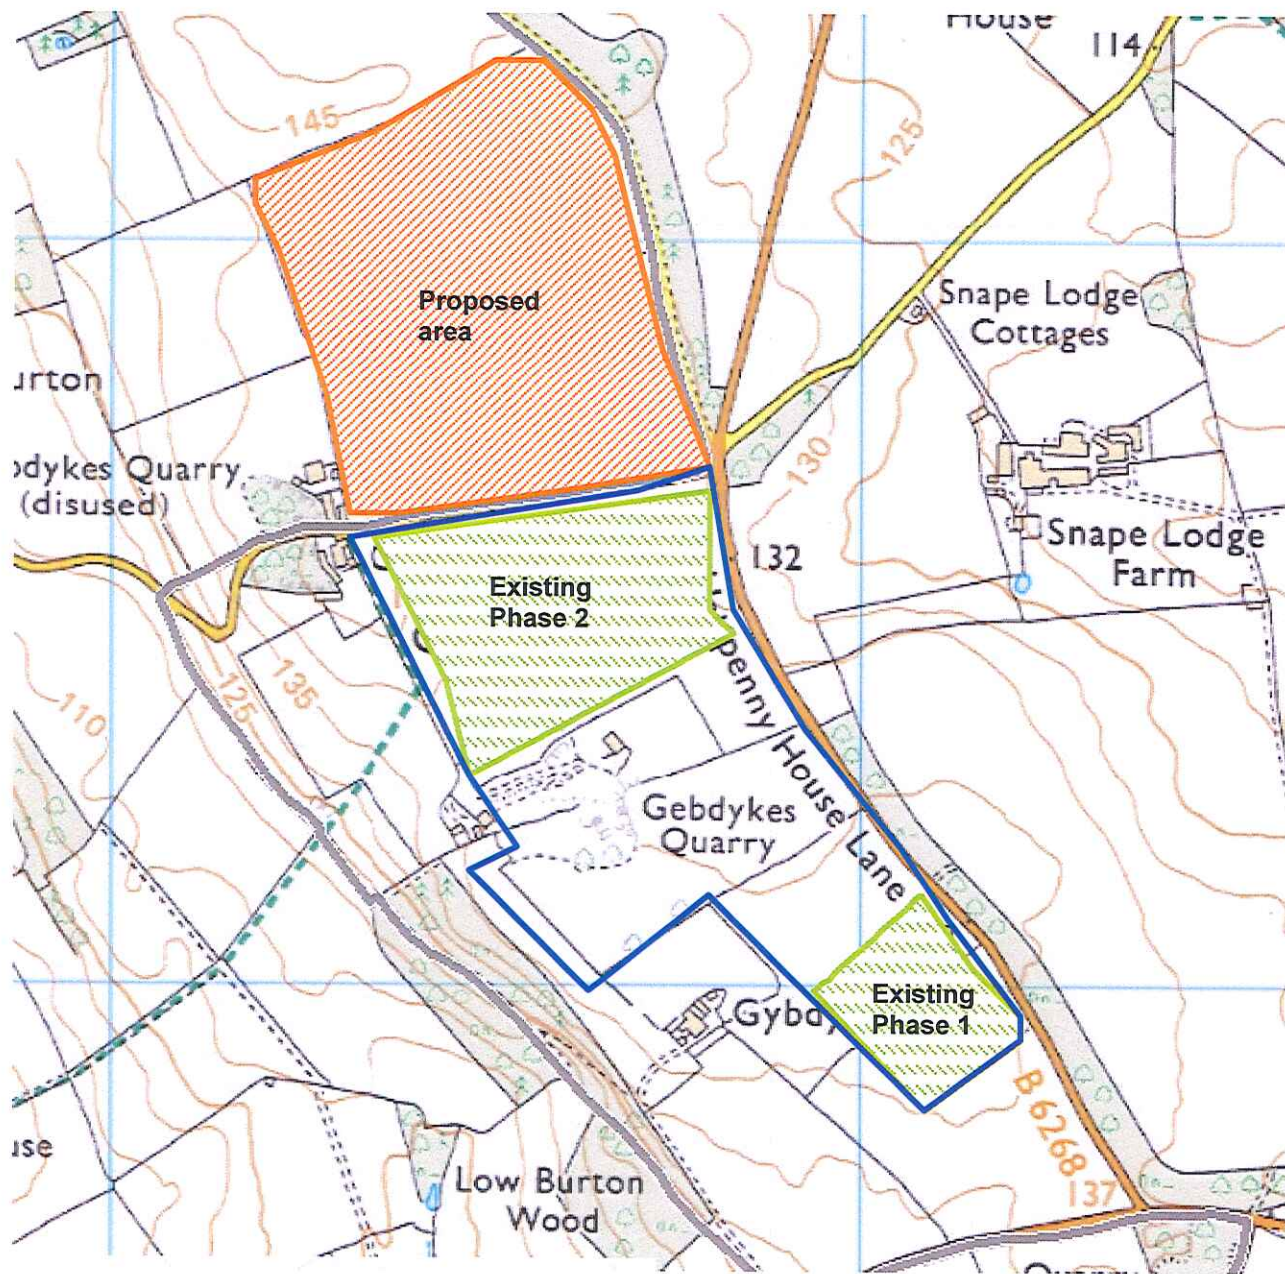 House
114
145
125
Proposed
area
Snape Lodge
Cottages
urton
odykes Quarry
(disused)
130
132
Snape Lodge
Farm
Existing
Phase 2
penny House Lane
135
125
110
Gebdykes
Quarry
Existing
Phase 1
Gybdy
B 6268
137
use
Low Burton
Wood
Quarry